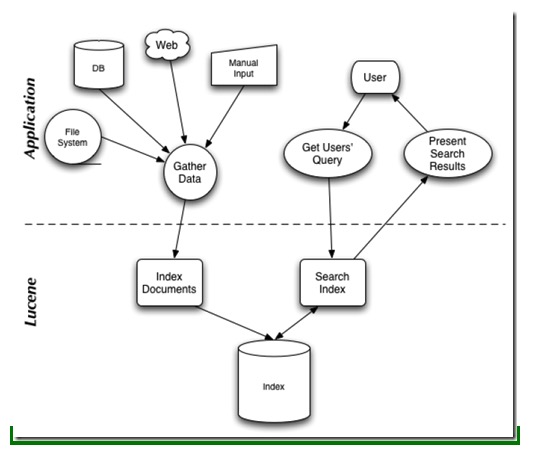 Application
DB
Web
Manual
Input
File
System
Gather
Data
User
Get Users'
Query
Present
Search
Results
Lucene
Index
Documents
Search
Index
Index